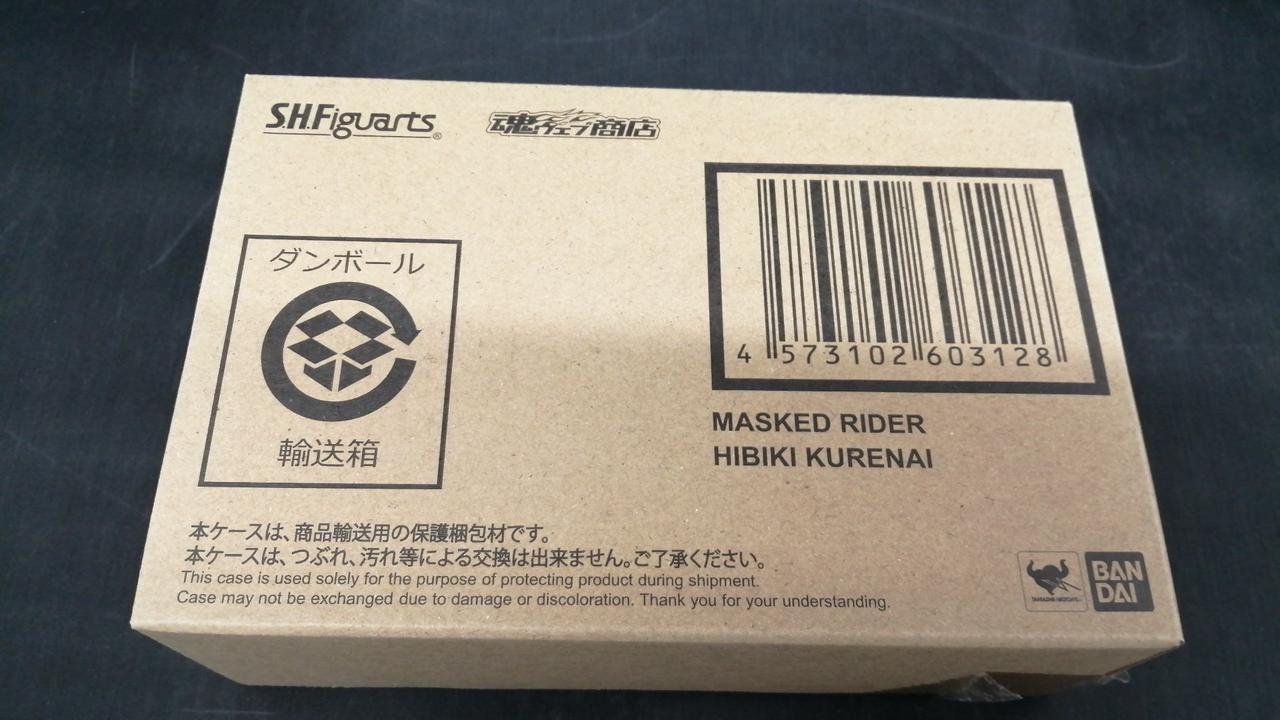 S.H.Figuarts®
魂ウェブ商店
ダンボール
輸送箱
4 573102 603128
MASKED RIDER
HIBIKI KURENAI
本ケースは、商品輸送用の保護梱包材です。
本ケースは、つぶれ、汚れ等による交換は出来ません。ご了承ください。
This case is used solely for the purpose of protecting product during shipment.
Case may not be exchanged due to damage or discoloration. Thank you for your understanding.
TAMASHII NATIONS
BAN
DAI